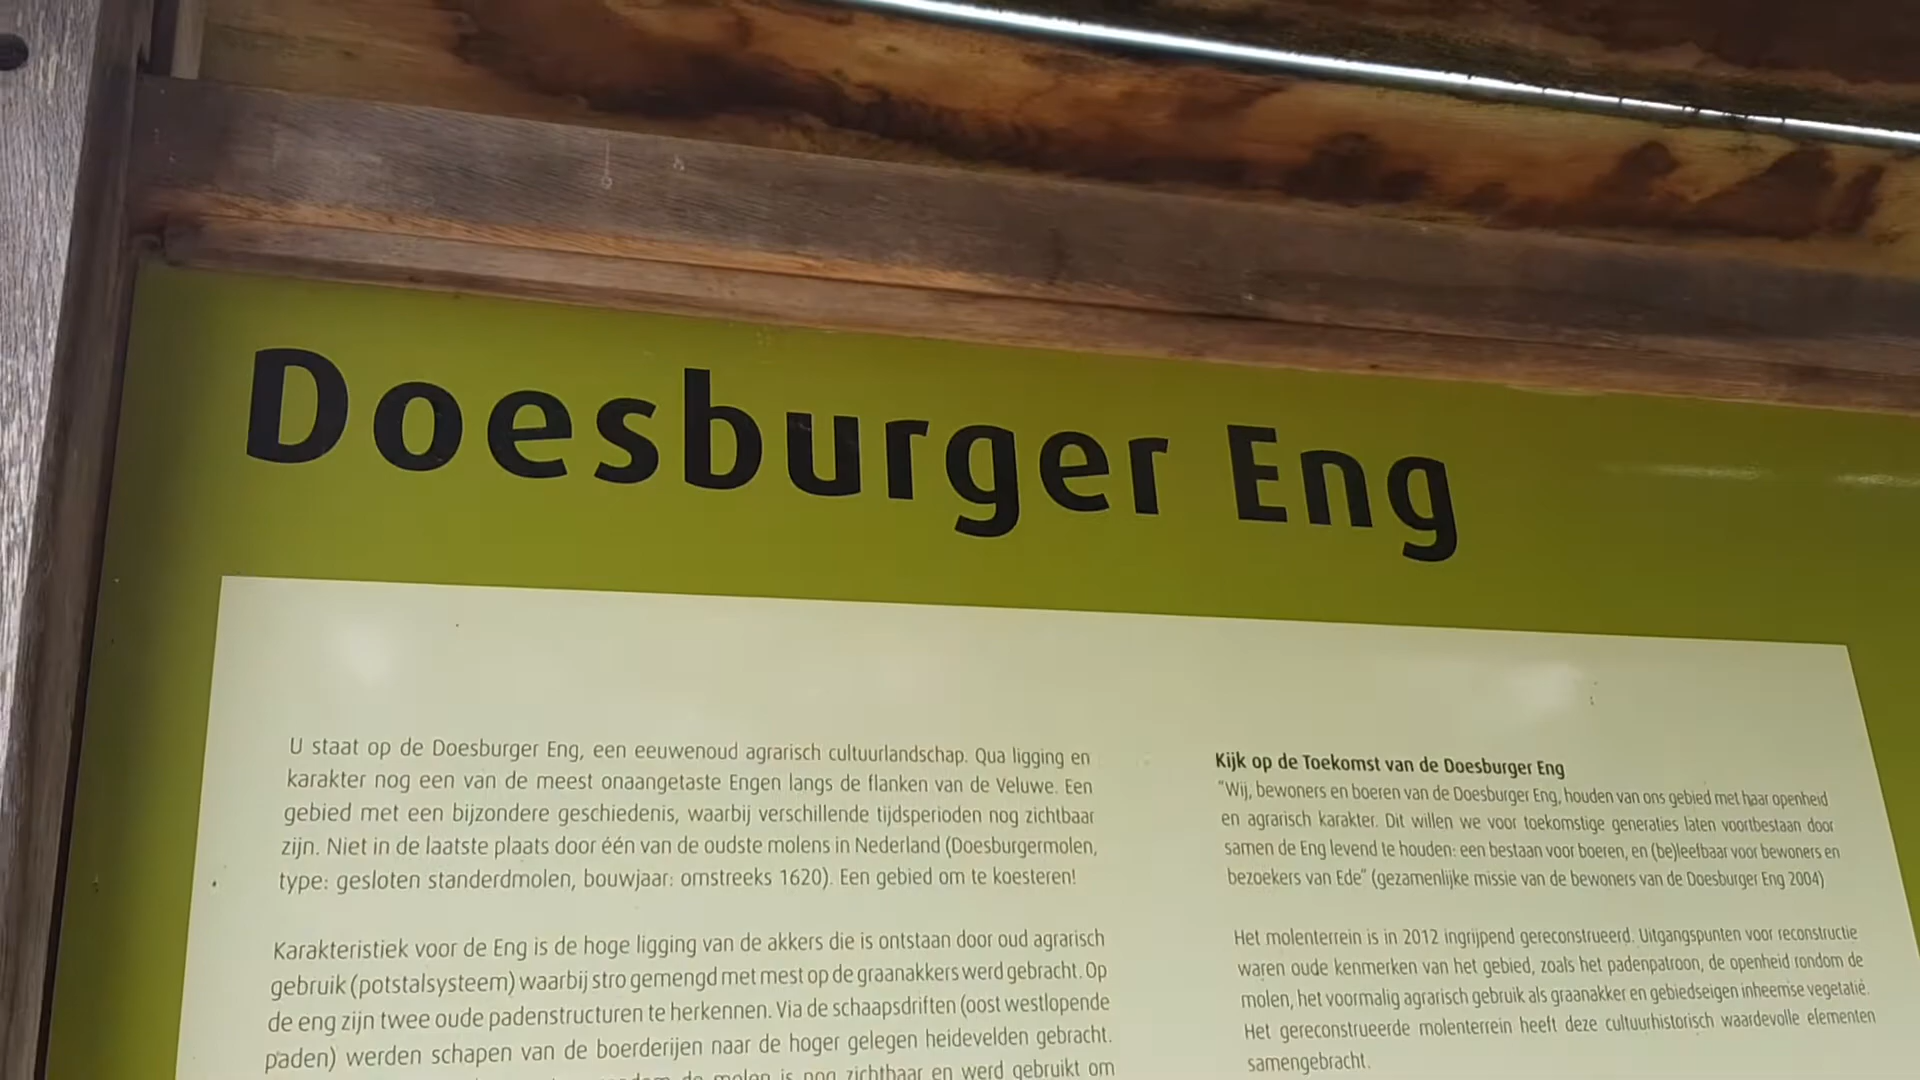 Doesburger Eng
U staat op de Doesburger Eng, een eeuwenoud agrarisch cultuurlandschap. Qua ligging en
karakter nog een van de meest onaangetaste Engen langs de flanken van de Veluwe. Een
gebied met een bijzondere geschiedenis, waarbij verschillende tijdsperioden nog zichtbaar
zijn. Niet in de laatste plaats door één van de oudste molens in Nederland (Doesburgermolen,
type: gesloten standerdmolen, bouwjaar: omstreeks 1620). Een gebied om te koesteren!
Karakteristiek voor de Eng is de hoge ligging van de akkers die is ontstaan door oud agrarisch
gebruik (potstalsysteem) waarbij stro gemengd met mest op de graanakkers werd gebracht. Op
de eng zijn twee oude padenstructuren te herkennen. Via de schaapsdriften (oost westlopende
paden) werden schapen van de boerderijen naar de hoger gelegen heidevelden gebracht.
de molen is nog zichtbaar en werd gebruikt om
Kijk op de Toekomst van de Doesburger Eng
"Wij, bewoners en boeren van de Doesburger Eng, houden van ons gebied met haar openheid
en agrarisch karakter. Dit willen we voor toekomstige generaties laten voortbestaan door
samen de Eng levend te houden: een bestaan voor boeren, en (be)leefbaar voor bewoners en
bezoekers van Ede" (gezamenlijke missie van de bewoners van de Doesburger Eng 2004)
Het molenterrein is in 2012 ingrijpend gereconstrueerd. Uitgangspunten voor reconstructie
waren oude kenmerken van het gebied, zoals het padenpatroon, de openheid rondom de
molen, het voormalig agrarisch gebruik als graanakker en gebiedseigen inheemse vegetatie.
Het gereconstrueerde molenterrein heeft deze cultuurhistorisch waardevolle elementen
samengebracht.